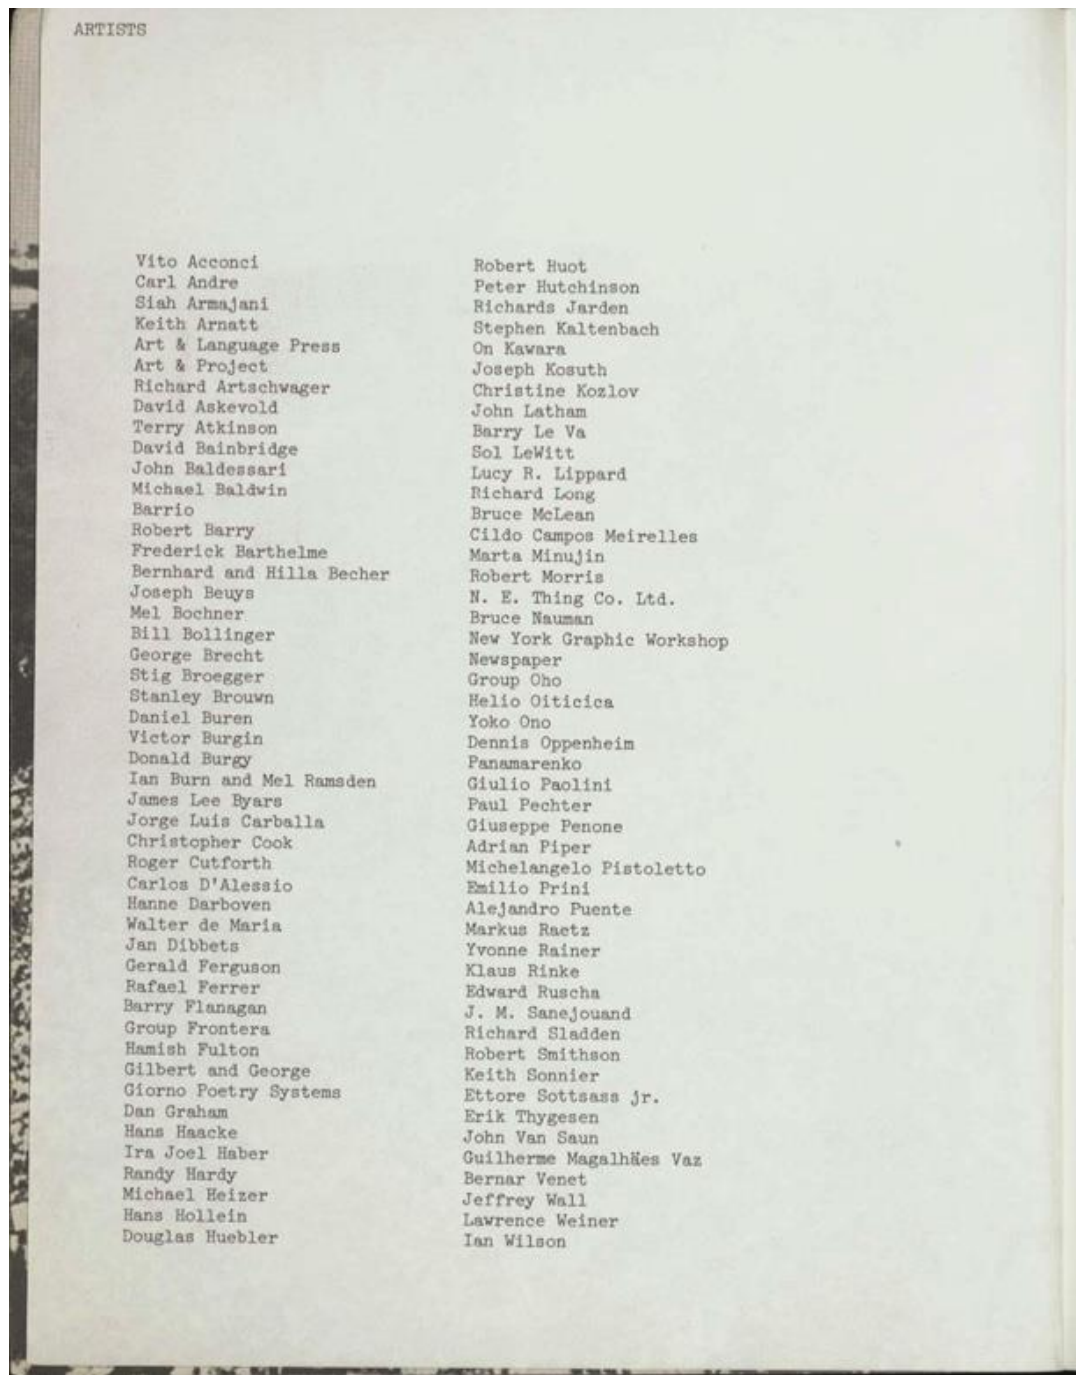 ARTISTS
Vito Acconci
Carl Andre
Siah Armajani
Keith Arnatt
Art & Language Press
Art & Project
Richard Artschwager
David Askevold
Terry Atkinson
David Bainbridge
John Baldessari
Michael Baldwin
Barrio
Robert Barry
Frederick Barthelme
Bernhard and Hilla Becher
Joseph Beuys
Mel Bochner
Bill Bollinger
George Brecht
Stig Broegger
Stanley Brouwn
Daniel Buren
Victor Burgin
Donald Burgy
Ian Burn and Mel Ramsden
James Lee Byars
Jorge Luis Carballa
Christopher Cook
Roger Cutforth
Carlos D'Alessio
Hanne Darboven
Walter de Maria
Jan Dibbets
Gerald Ferguson
Rafael Ferrer
Barry Flanagan
Group Frontera
Hamish Fulton
Gilbert and George
Giorno Poetry Systems
Dan Graham
Hans Haacke
Ira Joel Haber
Randy Hardy
Michael Heizer
Hans Hollein
Douglas Huebler
Robert Huot
Peter Hutchinson
Richards Jarden
Stephen Kaltenbach
On Kawara
Joseph Kosuth
Christine Kozlov
John Latham
Barry Le Va
Sol LeWitt
Lucy R. Lippard
Richard Long
Bruce McLean
Cildo Campos Meirelles
Marta Minujin
Robert Morris
N. E. Thing Co. Ltd.
Bruce Nauman
New York Graphic Workshop
Newspaper
Group Oho
Helio Oiticica
Yoko Ono
Dennis Oppenheim
Panamarenko
Giulio Paolini
Paul Pechter
Giuseppe Penone
Adrian Piper
Michelangelo Pistoletto
Emilio Prini
Alejandro Puente
Markus Raetz
Yvonne Rainer
Klaus Rinke
Edward Ruscha
J. M. Sanejouand
Richard Sladden
Robert Smithson
Keith Sonnier
Ettore Sottsass jr.
Erik Thygesen
John Van Saun
Guilherme Magalhães Vaz
Bernar Venet
Jeffrey Wall
Lawrence Weiner
Ian Wilson